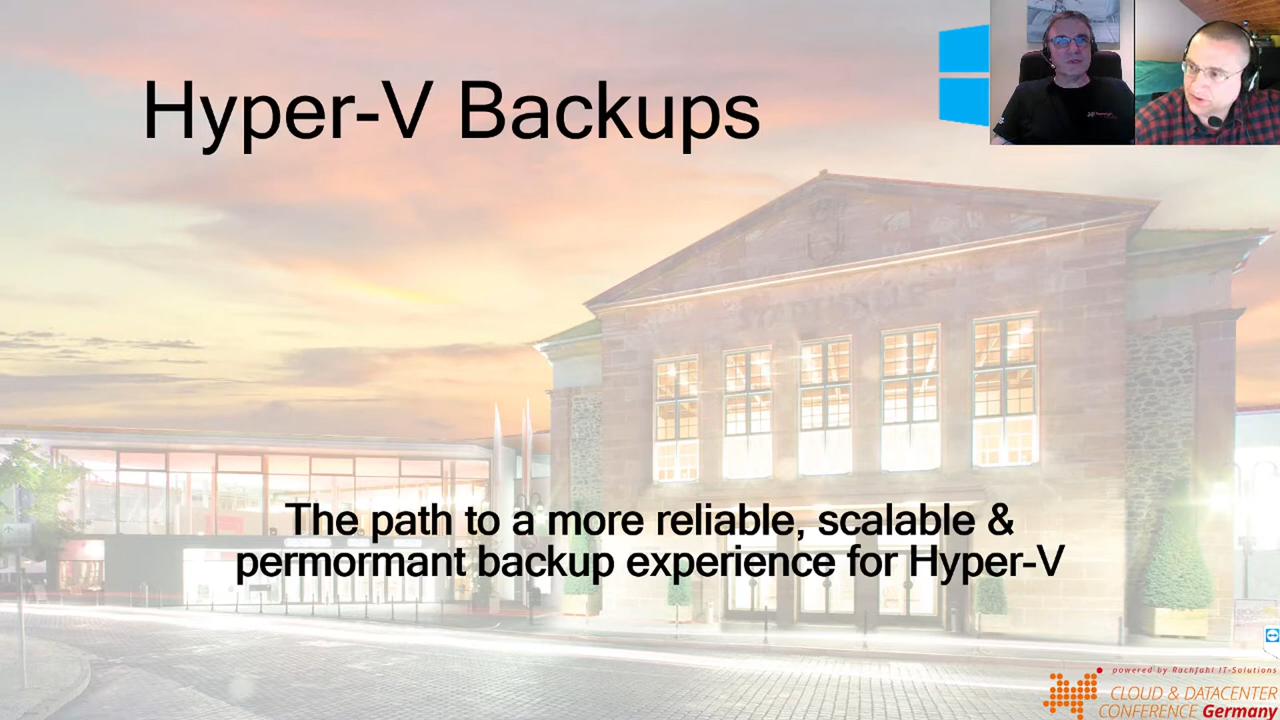 Hyper-V Backups
The path to a more reliable, scalable &
permormant backup experience for Hyper-V
powered by Rachfahl IT-Solutions
CLOUD & DATACENTER
CONFERENCE Germany